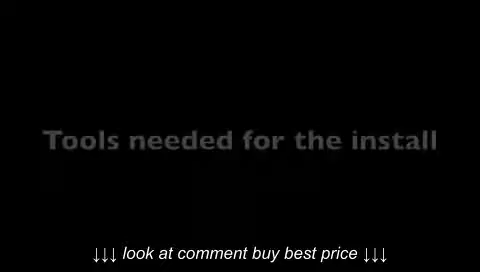 Tools needed for the install
↓↓↓ look at comment buy best price ↓↓↓